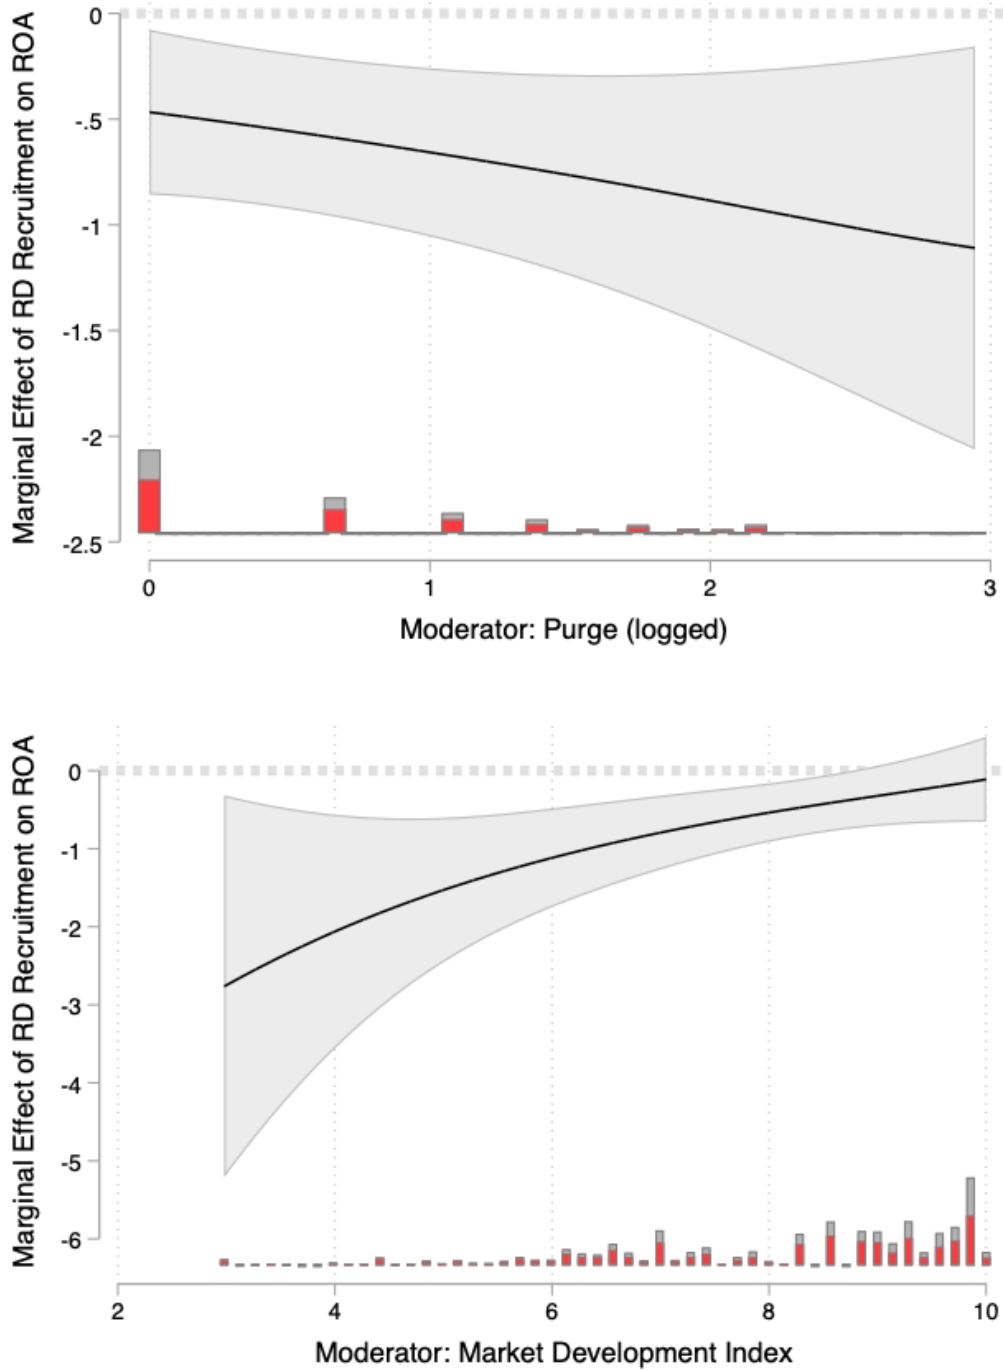 Marginal Effect of RD Recruitment on ROA
0
-.5
-1
-1.5
-2
-2.5
0 1 2 3
Moderator: Purge (logged)
Marginal Effect of RD Recruitment on ROA
0
-1
-2
-3
-4
-5
-6
2 4 6 8 10
Moderator: Market Development Index